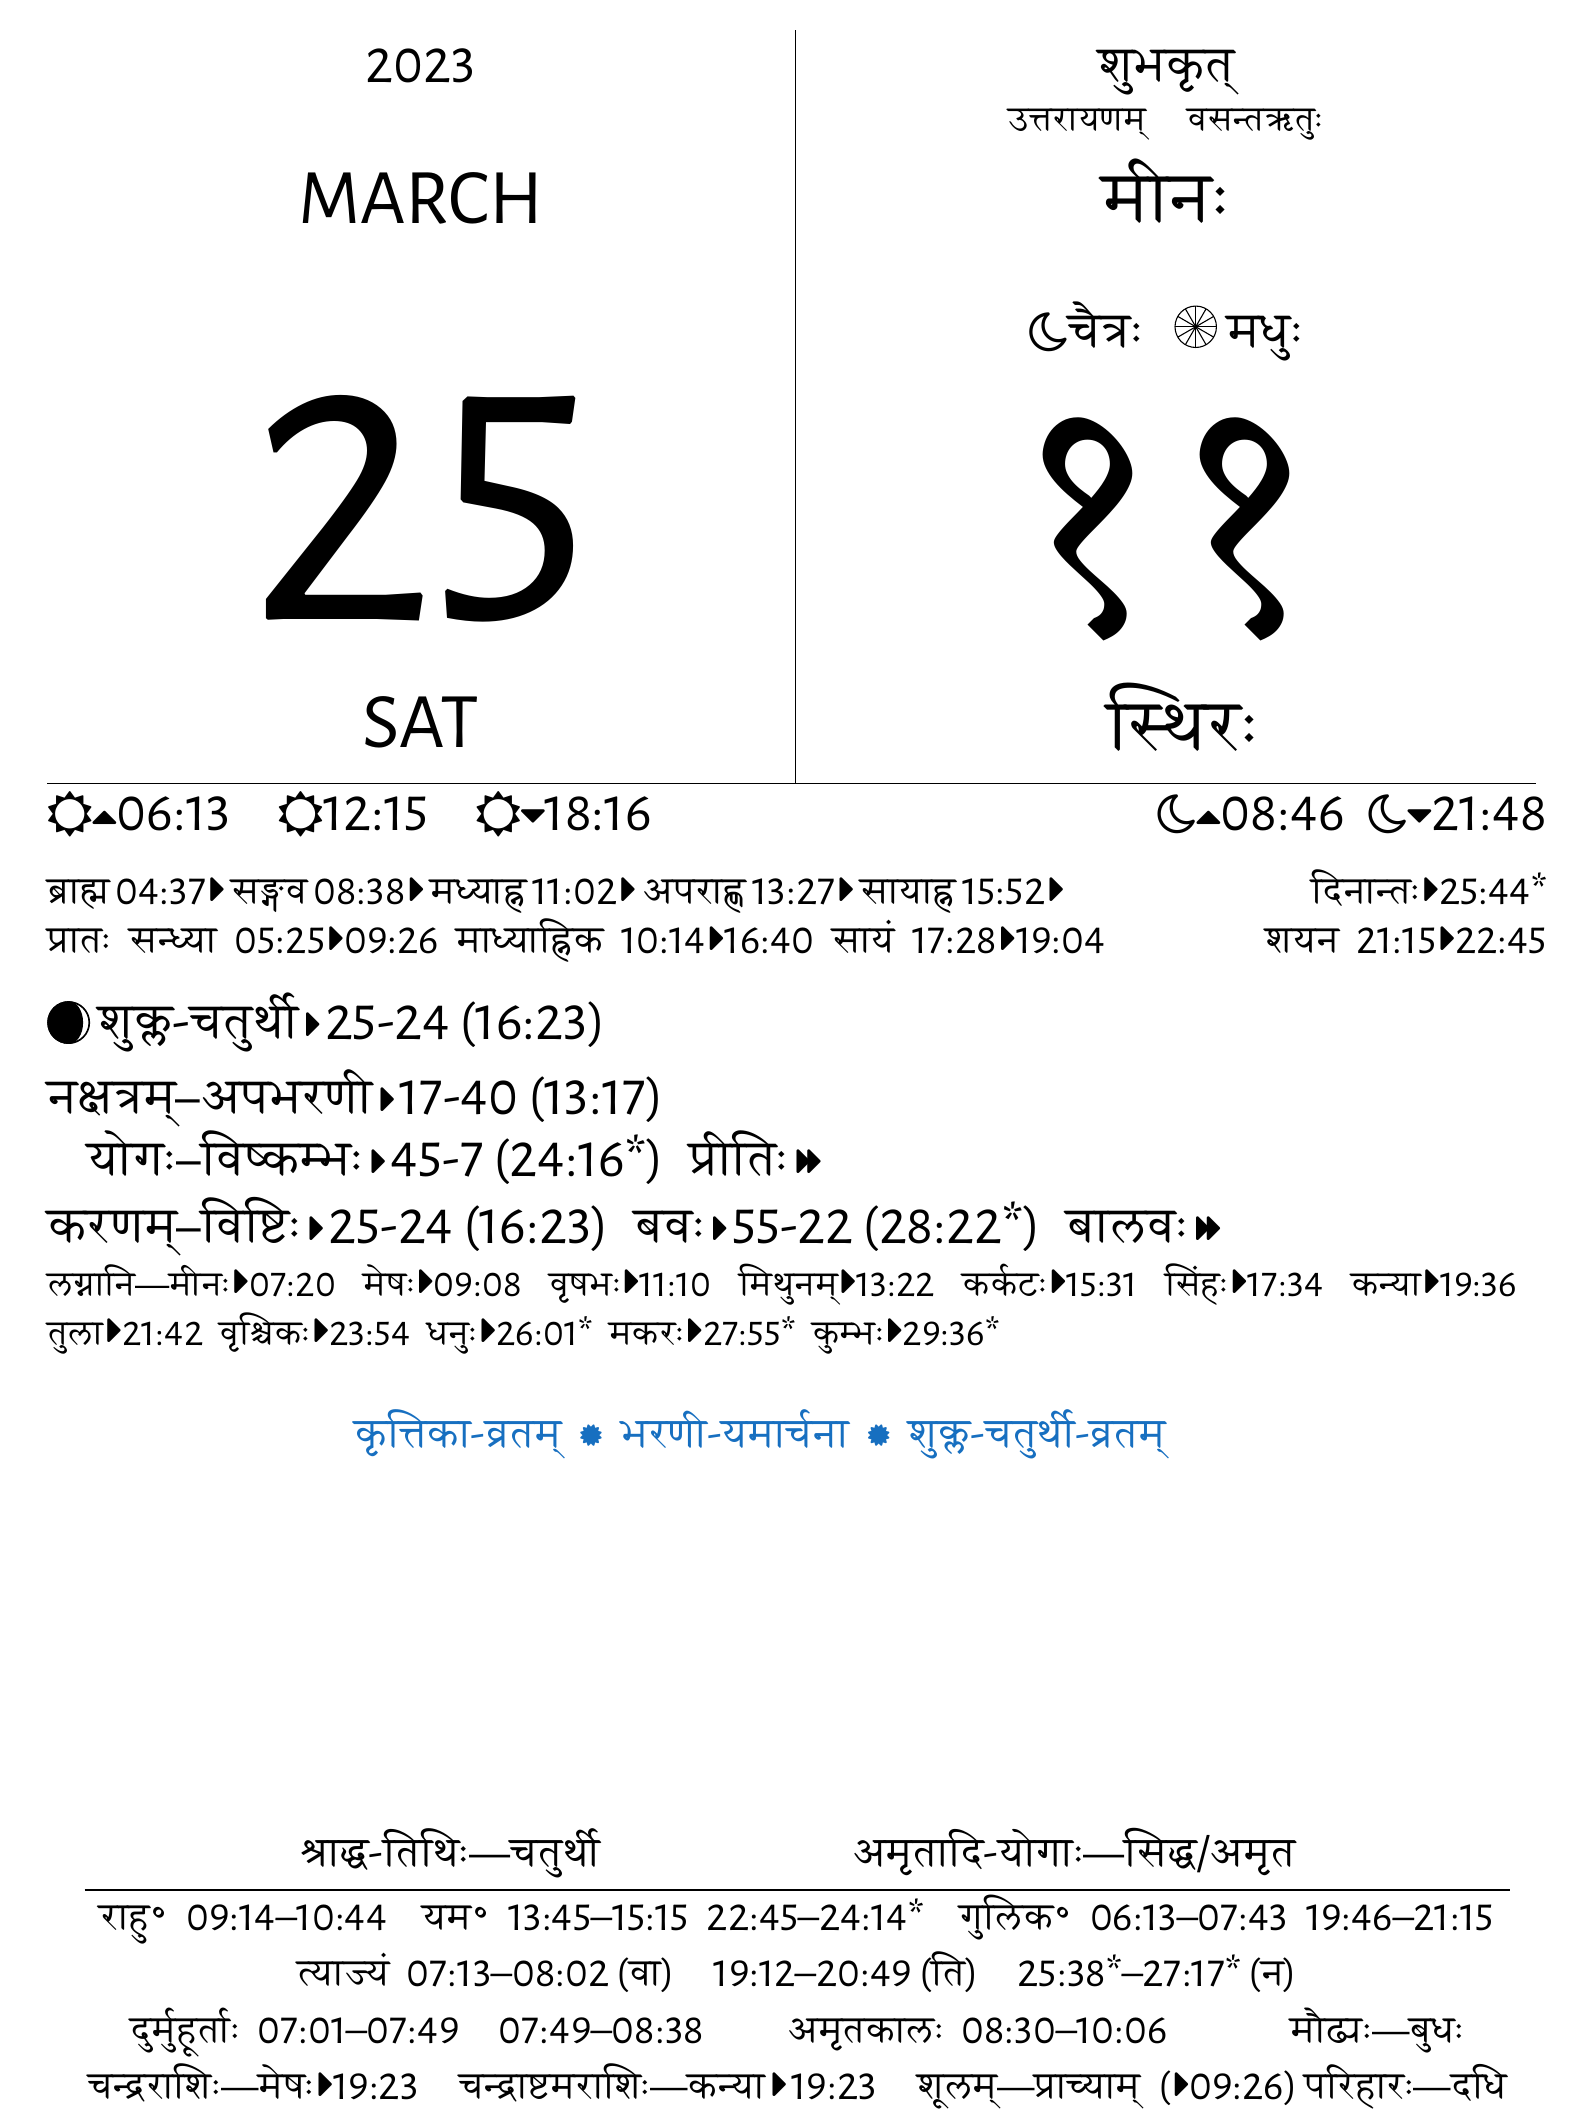 2023
MARCH
25
SAT
शुभकृत्
उत्तरायणम् वसन्तऋतुः
मीनः
चैत्रः मधुः
११
स्थिरः
06:13 12:15 18:16 08:46 21:48
ब्राह्म 04:37 सङ्गव 08:38 मध्याह्न 11:02 अपराह्ण 13:27 सायाह्न 15:52 दिनान्तः 25:44*
प्रातः सन्ध्या 05:25 09:26 माध्याह्निक 10:14 16:40 सायं 17:28 19:04 शयन 21:15 22:45
शुक्ल-चतुर्थी 25-24 (16:23)
नक्षत्रम्–अपभरणी 17-40 (13:17)
योगः–विष्कम्भः 45-7 (24:16*) प्रीतिः
करणम्–विष्टिः 25-24 (16:23) बवः 55-22 (28:22*) बालवः
लग्नानि—मीनः 07:20 मेषः 09:08 वृषभः 11:10 मिथुनम् 13:22 कर्कटः 15:31 सिंहः 17:34 कन्या 19:36
तुला 21:42 वृश्चिकः 23:54 धनुः 26:01* मकरः 27:55* कुम्भः 29:36*
कृत्तिका-व्रतम् ✹ भरणी-यमार्चना ✹ शुक्ल-चतुर्थी-व्रतम्
श्राद्ध-तिथिः—चतुर्थी अमृतादि-योगाः—सिद्ध/अमृत
राहु° 09:14–10:44 यम° 13:45–15:15 22:45–24:14* गुलिक° 06:13–07:43 19:46–21:15
त्याज्यं 07:13–08:02 (वा) 19:12–20:49 (ति) 25:38*–27:17* (न)
दुर्मुहूर्ताः 07:01–07:49 07:49–08:38 अमृतकालः 08:30–10:06 मौढ्यः—बुधः
चन्द्रराशिः—मेषः 19:23 चन्द्राष्टमराशिः—कन्या 19:23 शूलम्—प्राच्याम् (09:26) परिहारः—दधि